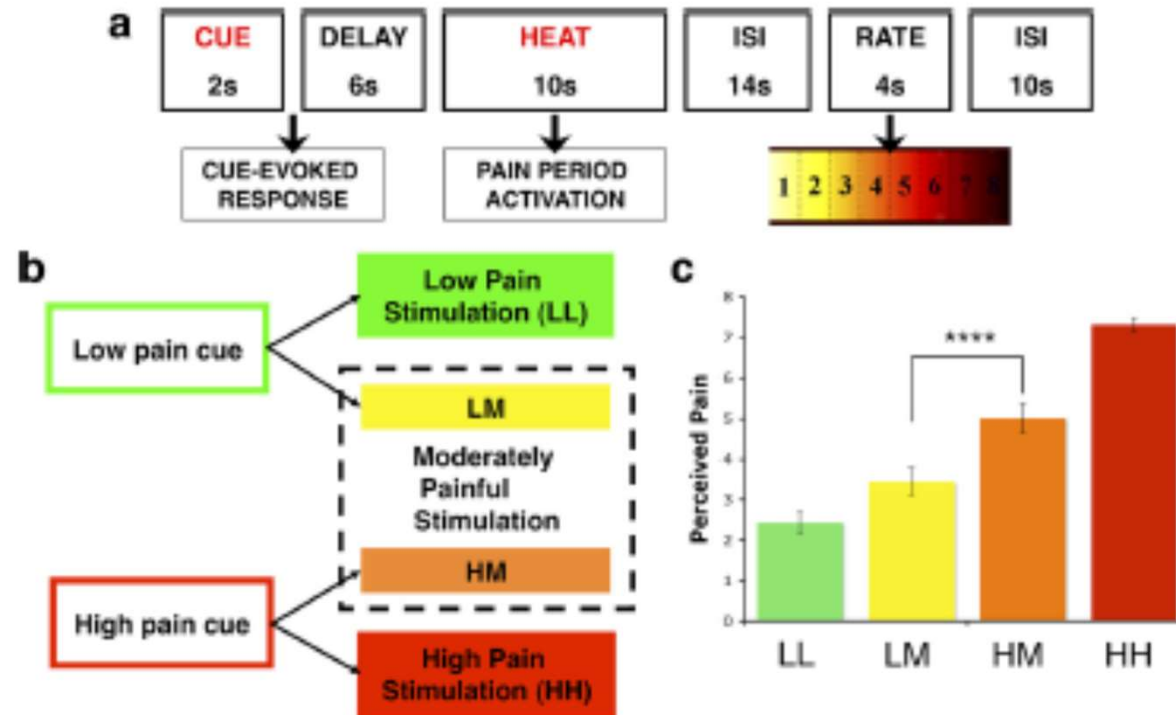 a
CUE
2s
DELAY
6s
HEAT
10s
ISI
14s
RATE
4s
ISI
10s
CUE-EVOKED
RESPONSE
PAIN PERIOD
ACTIVATION
1 2 3 4 5 6 7 8
b
Low pain cue
Low Pain
Stimulation (LL)
LM
Moderately
Painful
Stimulation
HM
High pain cue
High Pain
Stimulation (HH)
c
Perceived Pain
8
7
6
5
4
3
2
1
0
****
LL LM HM HH